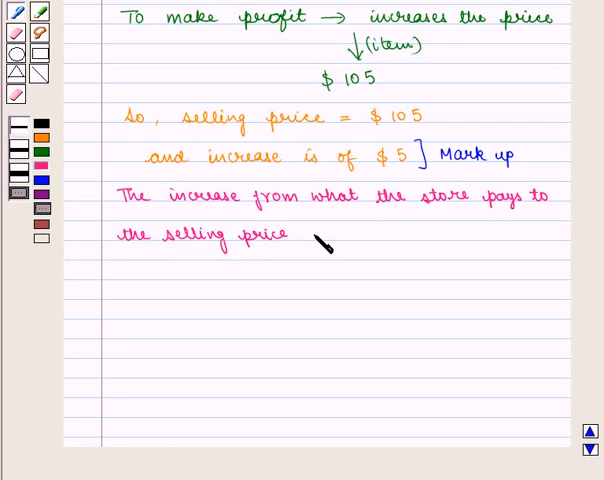 To make profit → increases the price
↓ (item)
$ 105
So, selling price = $ 105
and increase is of $ 5 ] Mark up
The increase from what the store pays to
the selling price